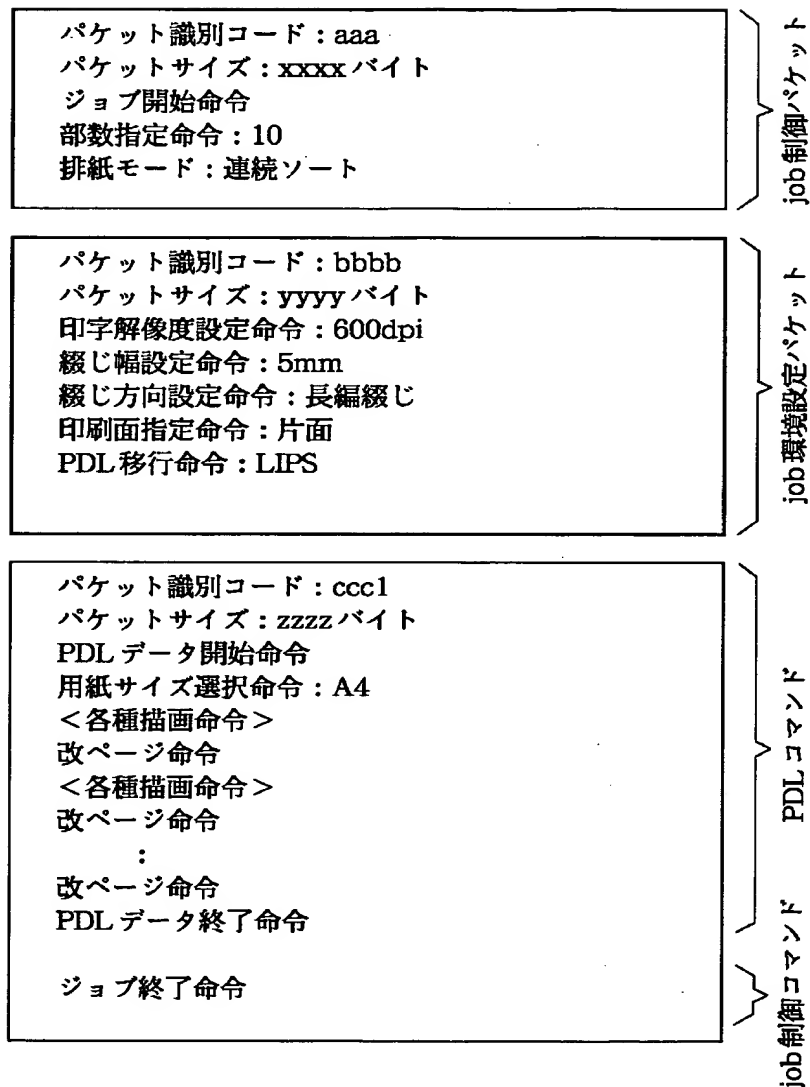 パケット識別コード：aaa
パケットサイズ：xxxxバイト
ジョブ開始命令
部数指定命令：10
排紙モード：連続ソート
job制御パケット
パケット識別コード：bbbb
パケットサイズ：yyyyバイト
印字解像度設定命令：600dpi
綴じ幅設定命令：5mm
綴じ方向設定命令：長編綴じ
印刷面指定命令：片面
PDL移行命令：LIPS
job環境設定パケット
パケット識別コード：ccc1
パケットサイズ：zzzzバイト
PDLデータ開始命令
用紙サイズ選択命令：A4
＜各種描画命令＞
改ページ命令
＜各種描画命令＞
改ページ命令
：
改ページ命令
PDLデータ終了命令
PDLコマンド
ジョブ終了命令
job制御コマンド